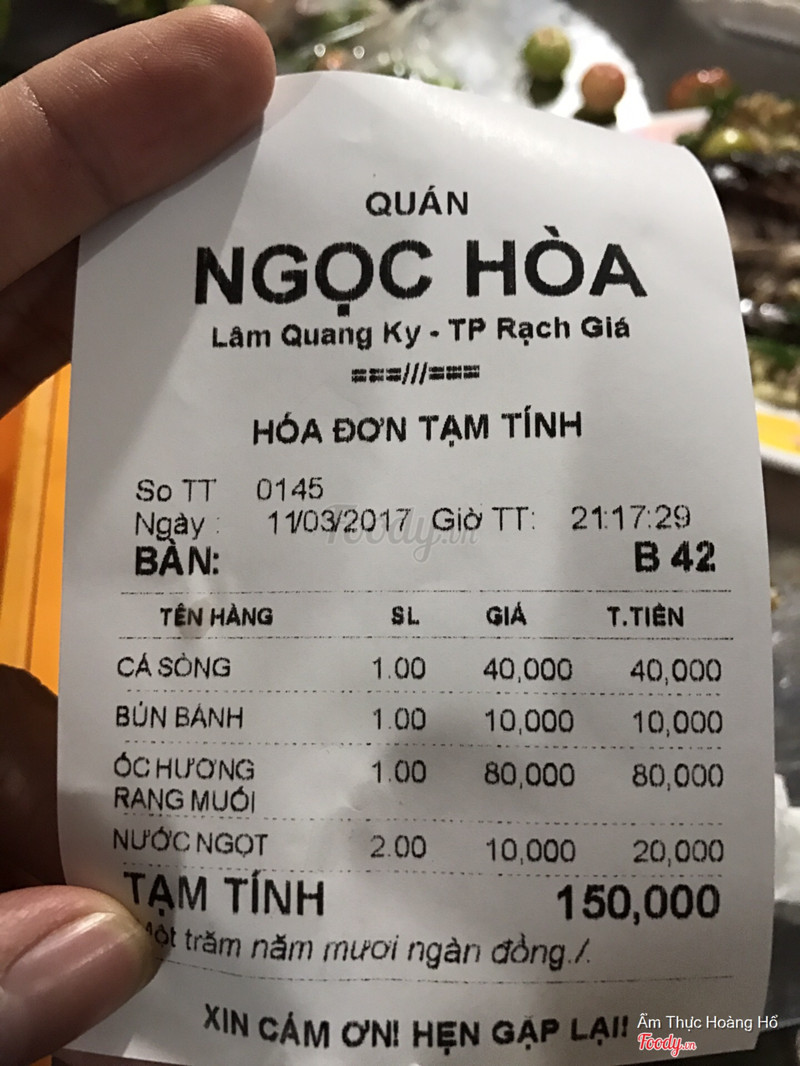 QUÁN
NGỌC HÒA
Lâm Quang Ky - TP Rạch Giá
===///===
HÓA ĐƠN TẠM TÍNH
So TT 0145
Ngày : 11/03/2017 Giờ TT: 21:17:29
BÀN: B 42
TÊN HÀNG SL GIÁ T.TIỀN
CÁ SÒNG 1.00 40,000 40,000
BÚN BÁNH 1.00 10,000 10,000
ỐC HƯƠNG 1.00 80,000 80,000
RANG MUỐI
NƯỚC NGỌT 2.00 10,000 20,000
TẠM TÍNH 150,000
Một trăm năm mươi ngàn đồng./.
XIN CÁM ƠN! HẸN GẶP LẠI!
Ẩm Thực Hoàng Hổ
Foody.vn
Foody.vn